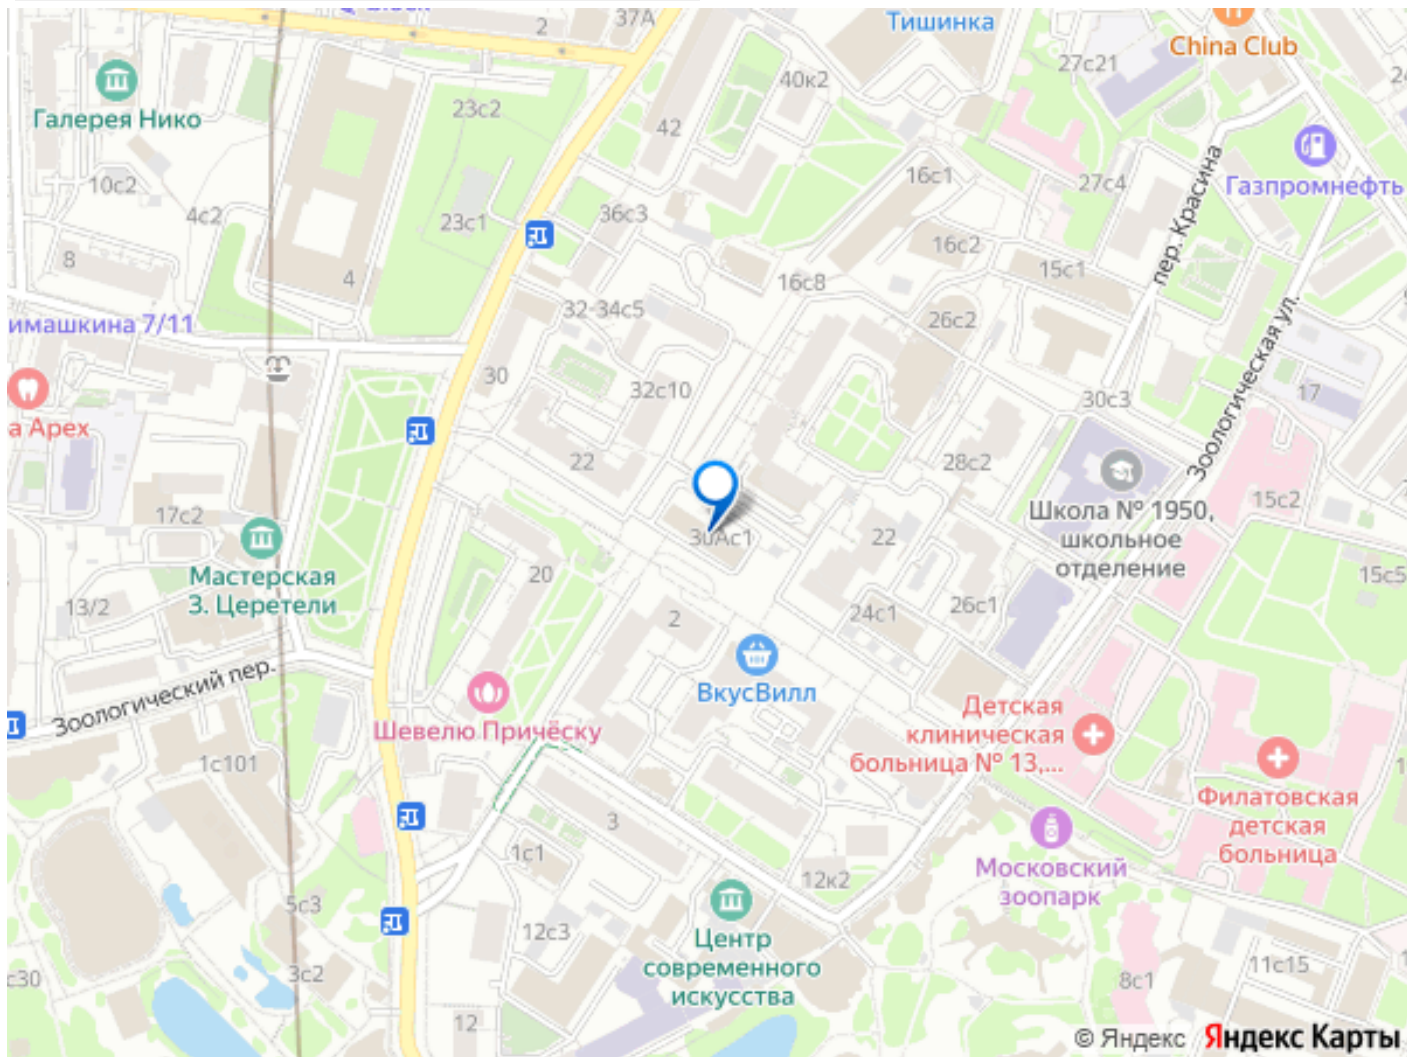 2
37А
Тишинка
China Club
27с21
40к2
Галерея Нико
23с2
42
Газпромнефть
пер. Красина
10с2
4с2
23с1
36с3
16с1
27с4
16с2
15с1
8
4
16с8
32-34с5
26с2
имашкина 7/11
Зоологическая ул.
30
32с10
30с3
17
а Арех
22
28с2
15с2
Школа № 1950,
школьное
отделение
17с2
30Ас1
22
Мастерская
З. Церетели
20
13/2
15с5
26с1
24с1
2
ВкусВилл
Зоологический пер.
Шевелю Причёску
Детская
клиническая
больница № 13,...
1с101
Филатовская
детская
больница
3
1с1
12к2
Московский
зоопарк
5с3
12с3
Центр
современного
искусства
3с2
с30
8с1
11с15
12
© Яндекс Яндекс Карты